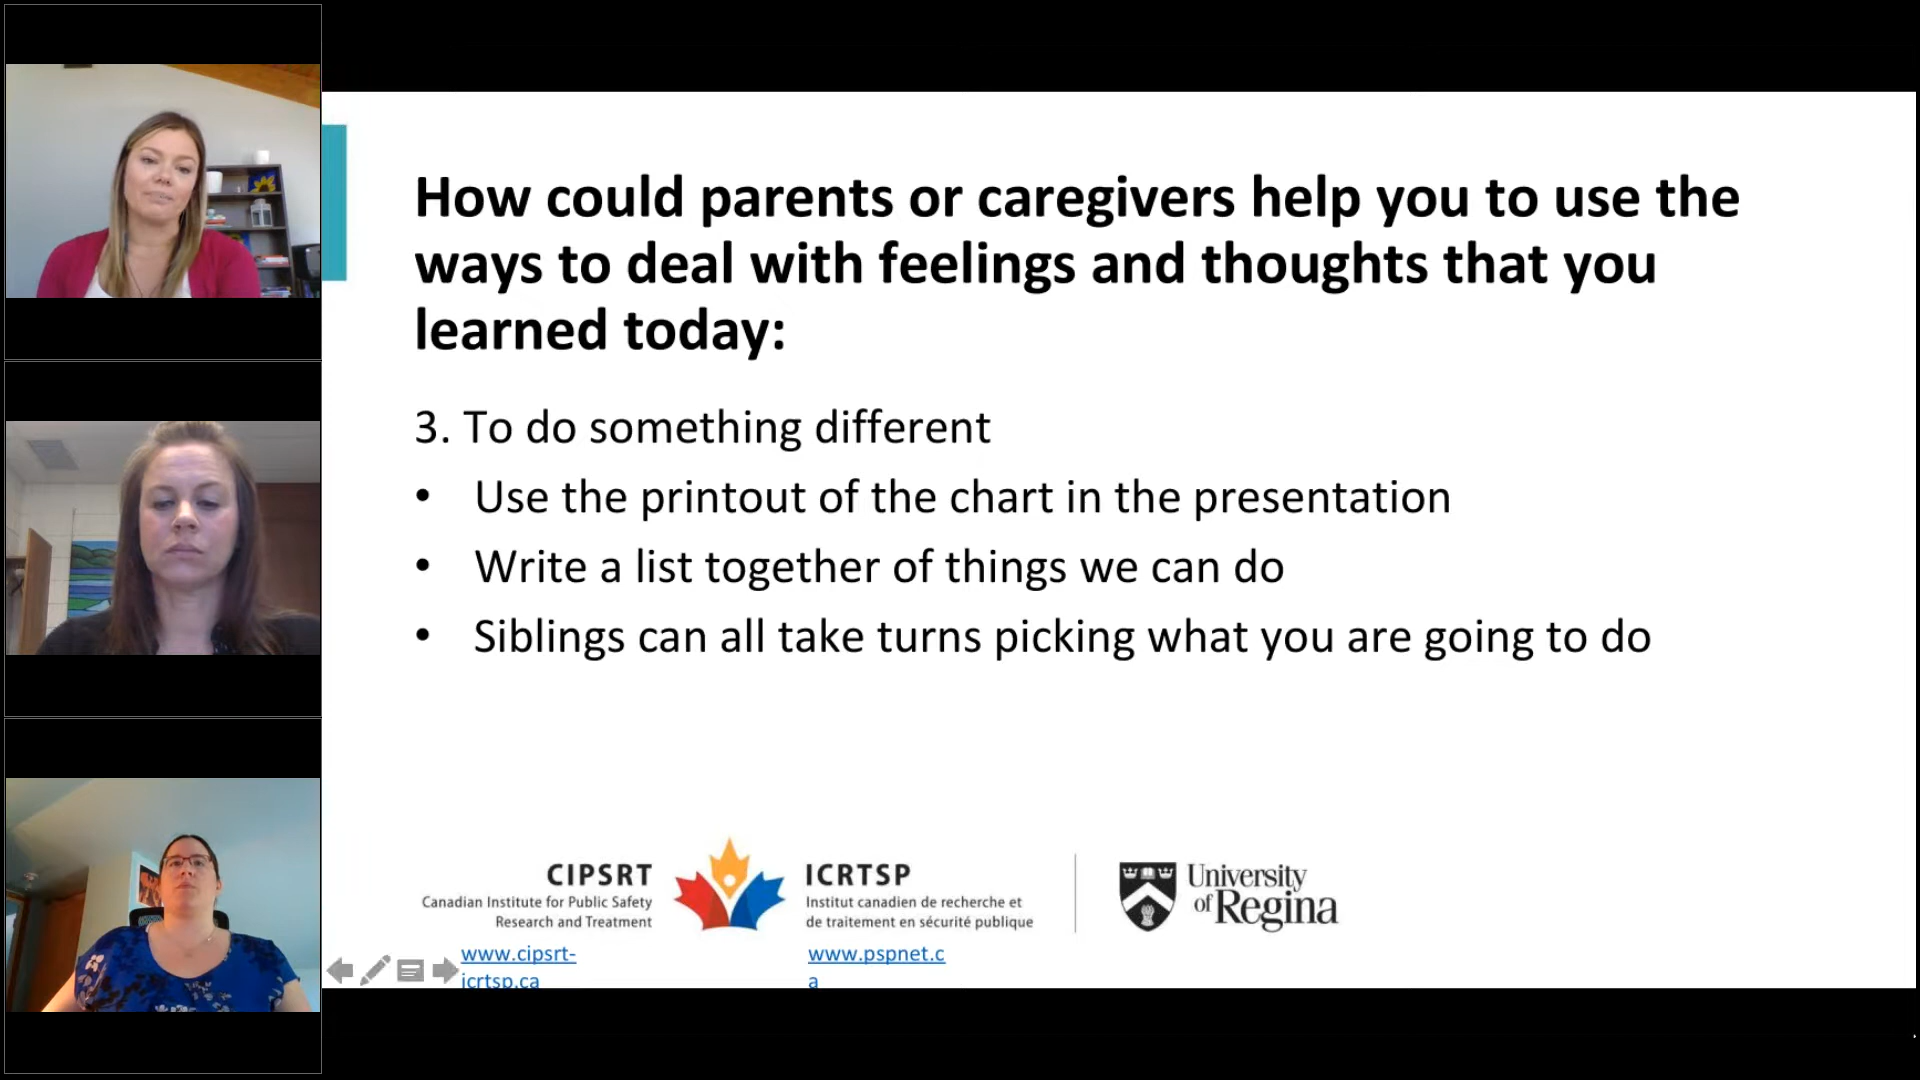 How could parents or caregivers help you to use the
ways to deal with feelings and thoughts that you
learned today:
3. To do something different
• Use the printout of the chart in the presentation
• Write a list together of things we can do
• Siblings can all take turns picking what you are going to do
CIPSRT
Canadian Institute for Public Safety
Research and Treatment
ICRTSP
Institut canadien de recherche et
de traitement en sécurité publique
University
of Regina
www.cipsrt-
icrtsp.ca
www.pspnet.c
a